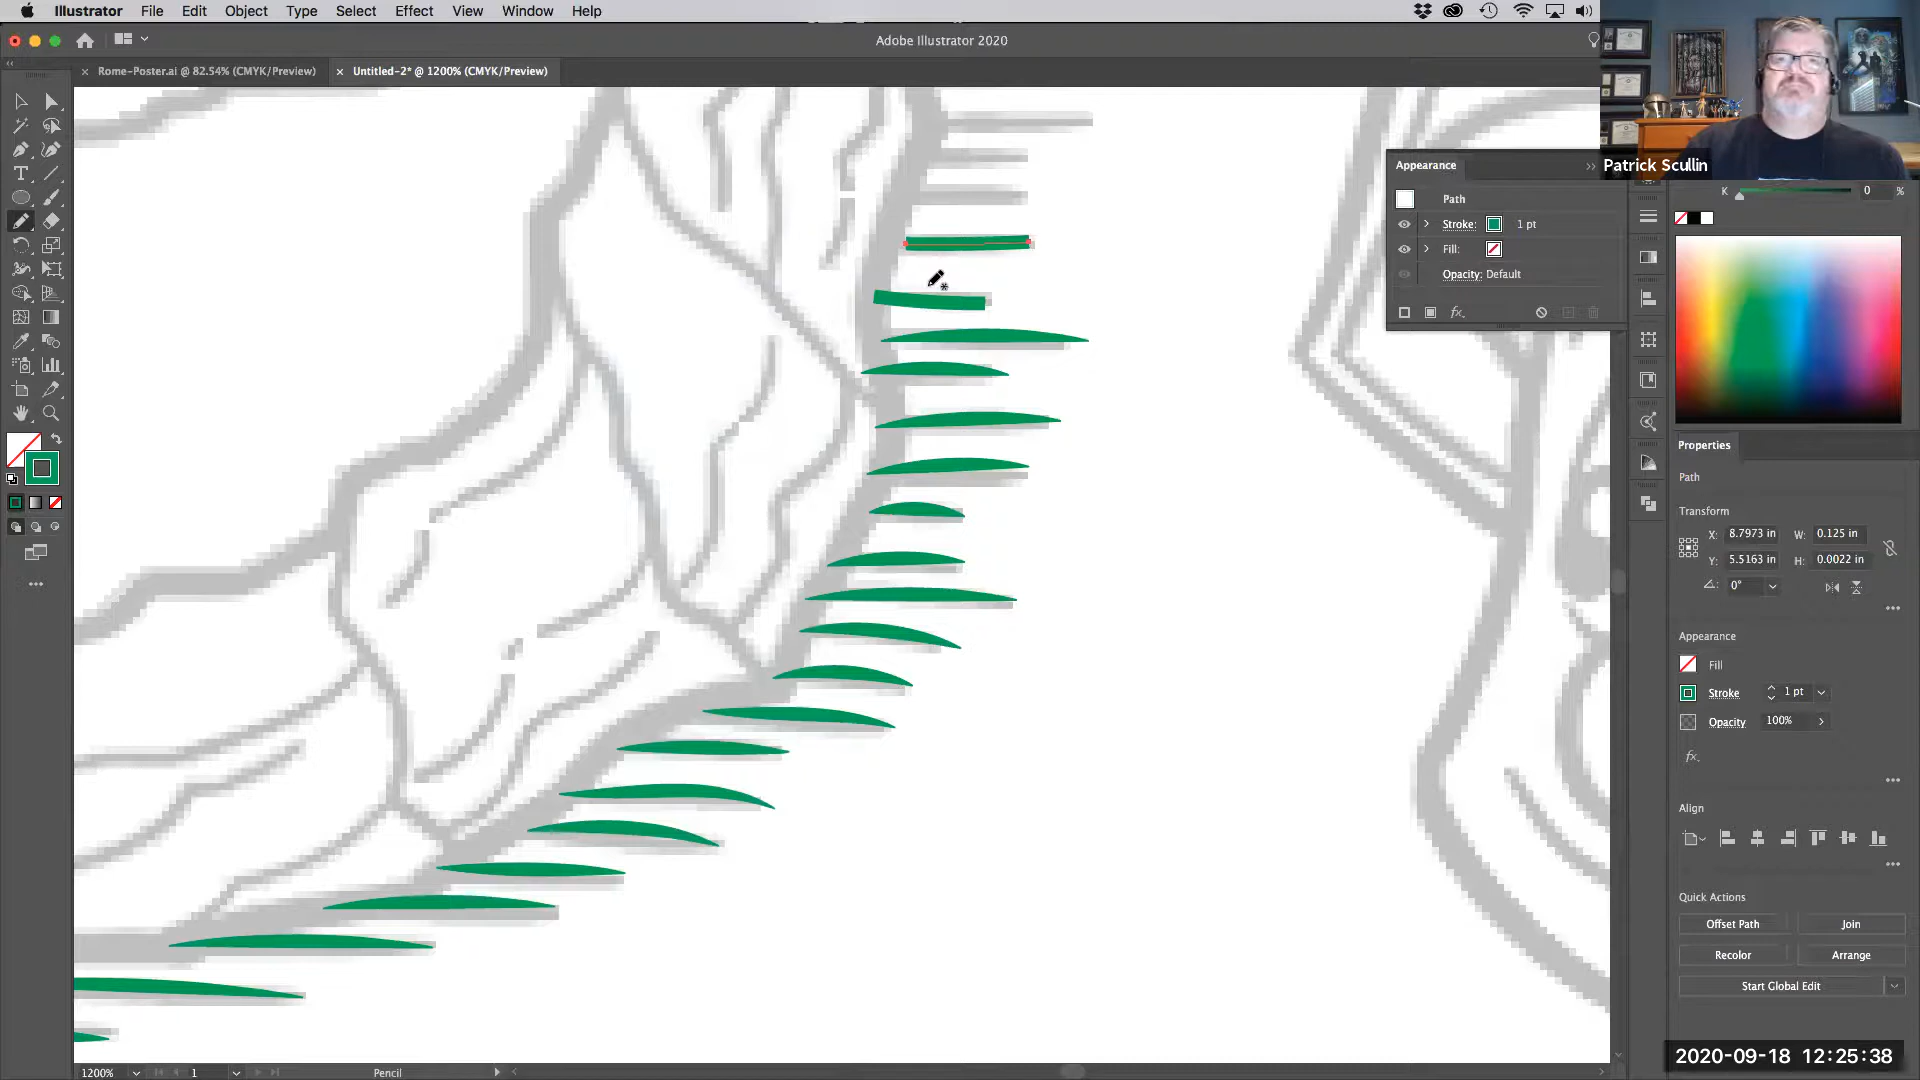 Illustrator File Edit Object Type Select Effect View Window Help
Adobe Illustrator 2020
Rome-Poster.ai @ 82.54% (CMYK/Preview)
Untitled-2* @ 1200% (CMYK/Preview)
Patrick Scullin
Appearance
Path
Stroke: 1 pt
Fill:
Opacity: Default
fx
K 0 %
Properties
Path
Transform
X: 8.7973 in W: 0.125 in
Y: 5.5163 in H: 0.0022 in
0°
Appearance
Fill
Stroke 1 pt
Opacity 100%
fx
Align
Quick Actions
Offset Path Join
Recolor Arrange
Start Global Edit
2020-09-18 12:25:38
1200% 1 Pencil